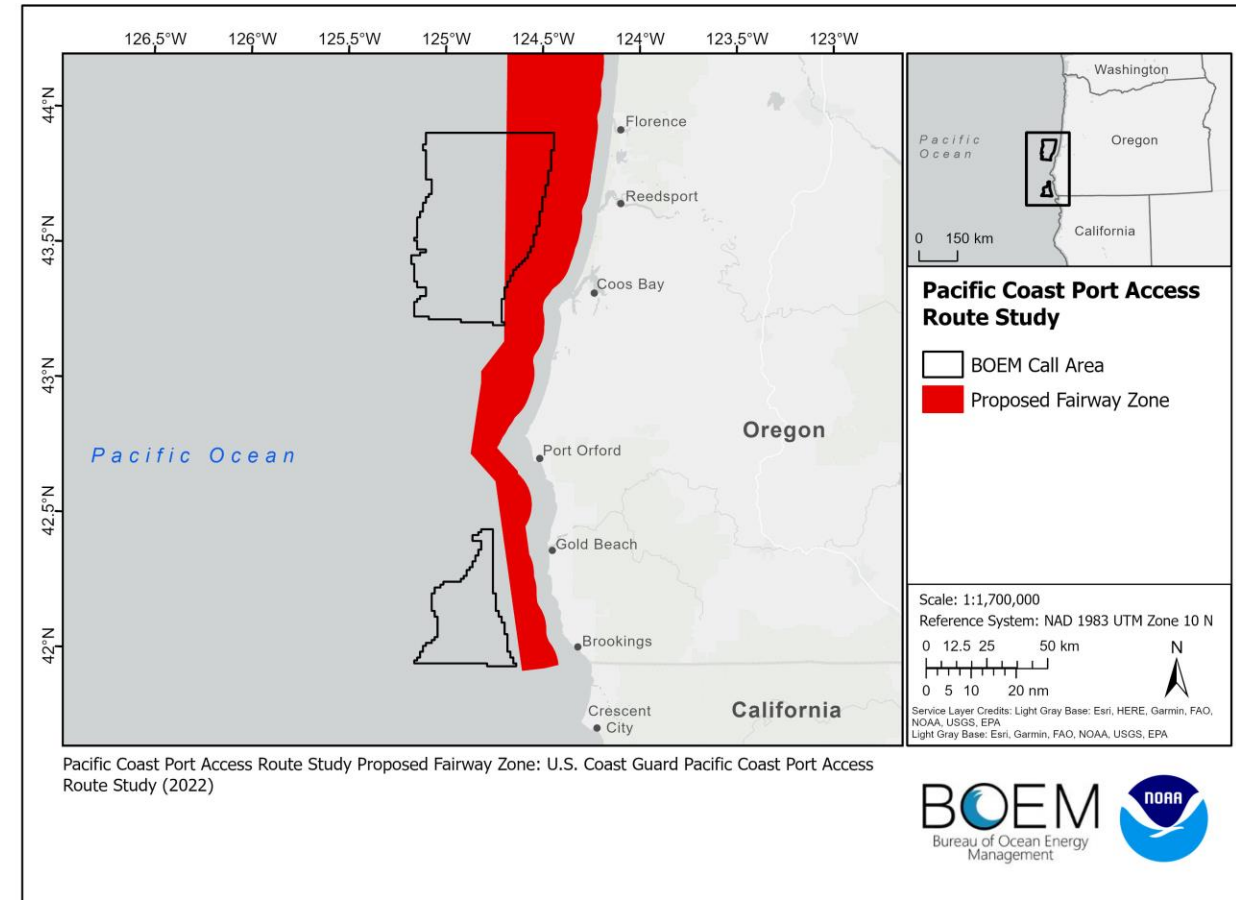 126.5°W 126°W 125.5°W 125°W 124.5°W 124°W 123.5°W 123°W
44°N
43.5°N
43°N
42.5°N
42°N
Florence
Reedsport
Coos Bay
Port Orford
Gold Beach
Brookings
Crescent
City
Oregon
California
Pacific Ocean
Washington
Pacific
Ocean
Oregon
California
0 150 km
Pacific Coast Port Access
Route Study
BOEM Call Area
Proposed Fairway Zone
Scale: 1:1,700,000
Reference System: NAD 1983 UTM Zone 10 N
0 12.5 25 50 km
N
0 5 10 20 nm
Service Layer Credits: Light Gray Base: Esri, HERE, Garmin, FAO,
NOAA, USGS, EPA
Light Gray Base: Esri, Garmin, FAO, NOAA, USGS, EPA
Pacific Coast Port Access Route Study Proposed Fairway Zone: U.S. Coast Guard Pacific Coast Port Access
Route Study (2022)
BOEM
Bureau of Ocean Energy
Management
NOAA